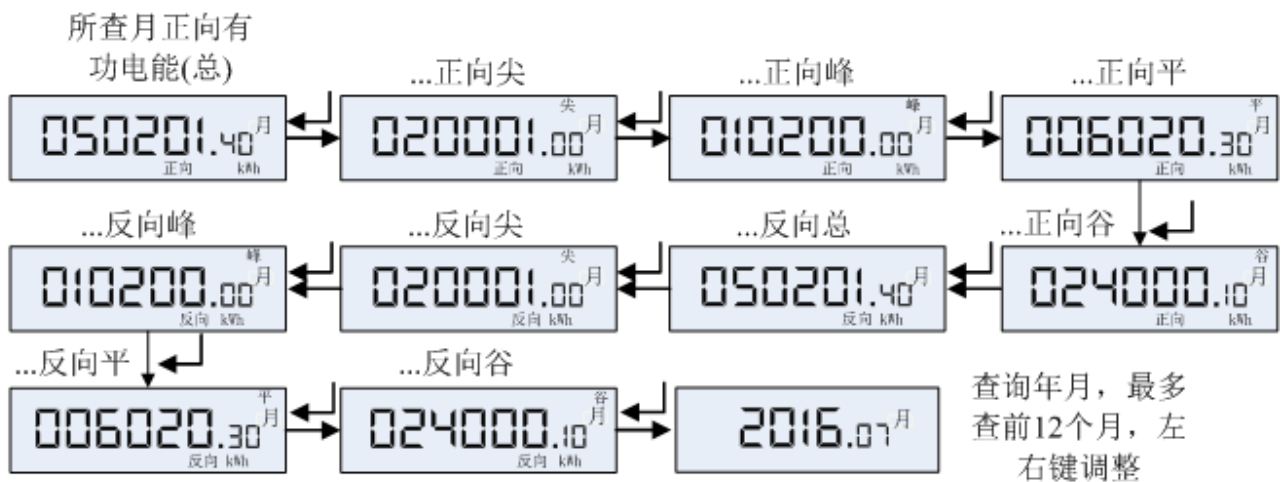 所查月正向有
功电能(总)
...正向尖
...正向峰
...正向平
050201.40月
正向 kWh
尖
020001.00月
正向 kWh
峰
010200.00月
正向 kWh
平
006020.30月
正向 kWh
...反向峰
...反向尖
...反向总
...正向谷
峰
010200.00月
反向 kWh
尖
020001.00月
反向 kWh
050201.40月
反向 kWh
谷
024000.10月
正向 kWh
...反向平
...反向谷
平
006020.30月
反向 kWh
谷
024000.10月
反向 kWh
2016.07月
查询年月，最多
查前12个月，左
右键调整